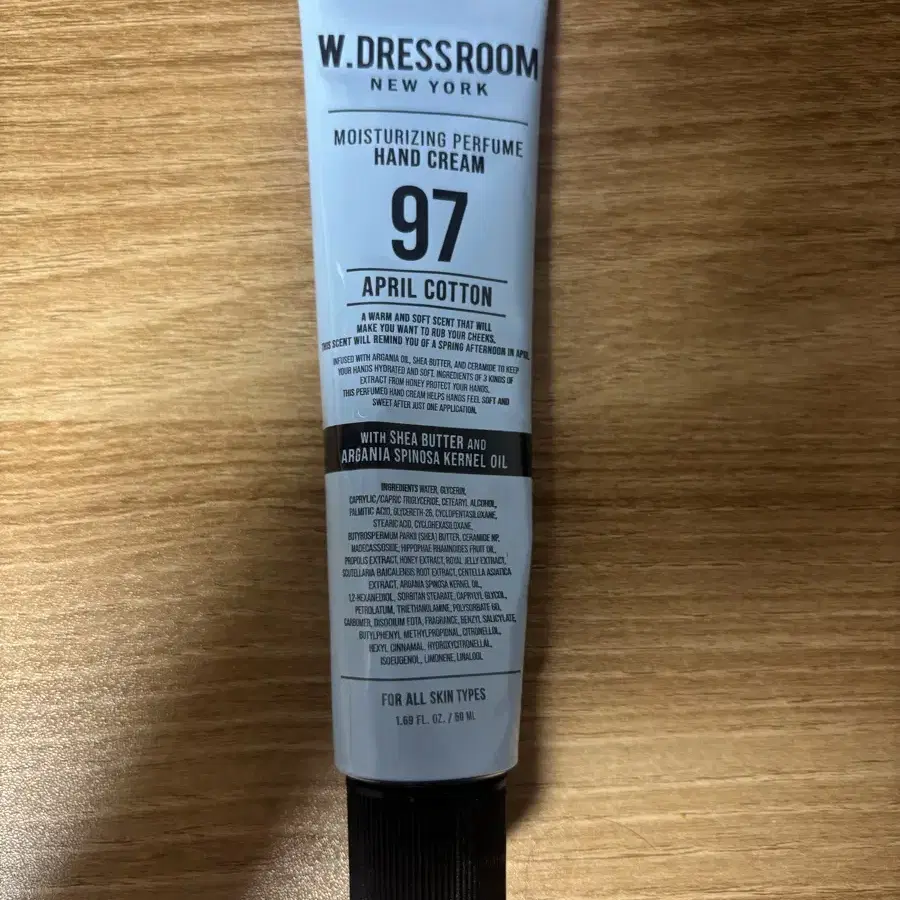 W.DRESSROOM
NEW YORK
MOISTURIZING PERFUME
HAND CREAM
97
APRIL COTTON
A WARM AND SOFT SCENT THAT WILL
MAKE YOU WANT TO RUB YOUR CHEEKS.
THIS SCENT WILL REMIND YOU OF A SPRING AFTERNOON IN APRIL.
INFUSED WITH ARGANIA OIL, SHEA BUTTER, AND CERAMIDE TO KEEP
YOUR HANDS HYDRATED AND SOFT. INGREDIENTS OF 3 KINDS OF
EXTRACT FROM HONEY PROTECT YOUR HANDS.
THIS PERFUMED HAND CREAM HELPS HANDS FEEL SOFT AND
SWEET AFTER JUST ONE APPLICATION.
WITH SHEA BUTTER AND
ARGANIA SPINOSA KERNEL OIL
INGREDIENTS WATER, GLYCERIN,
CAPRYLIC/CAPRIC TRIGLYCERIDE, CETEARYL ALCOHOL,
PALMITIC ACID, GLYCERETH-26, CYCLOPENTASILOXANE,
STEARIC ACID, CYCLOHEXASILOXANE,
BUTYROSPERMUM PARKII (SHEA) BUTTER, CERAMIDE NP,
MADECASSOSIDE, HIPPOPHAE RHAMNOIDES FRUIT OIL,
PROPOLIS EXTRACT, HONEY EXTRACT, ROYAL JELLY EXTRACT,
SCUTELLARIA BAICALENSIS ROOT EXTRACT, CENTELLA ASIATICA
EXTRACT, ARGANIA SPINOSA KERNEL OIL,
1,2-HEXANEDIOL, SORBITAN STEARATE, CAPRYLYL GLYCOL,
PETROLATUM, TRIETHANOLAMINE, POLYSORBATE 60,
CARBOMER, DISODIUM EDTA, FRAGRANCE, BENZYL SALICYLATE,
BUTYLPHENYL METHYLPROPIONAL, CITRONELLOL,
HEXYL CINNAMAL, HYDROXYCITRONELLAL,
ISOEUGENOL, LIMONENE, LINALOOL
FOR ALL SKIN TYPES
1.69 FL. OZ. / 50 ML